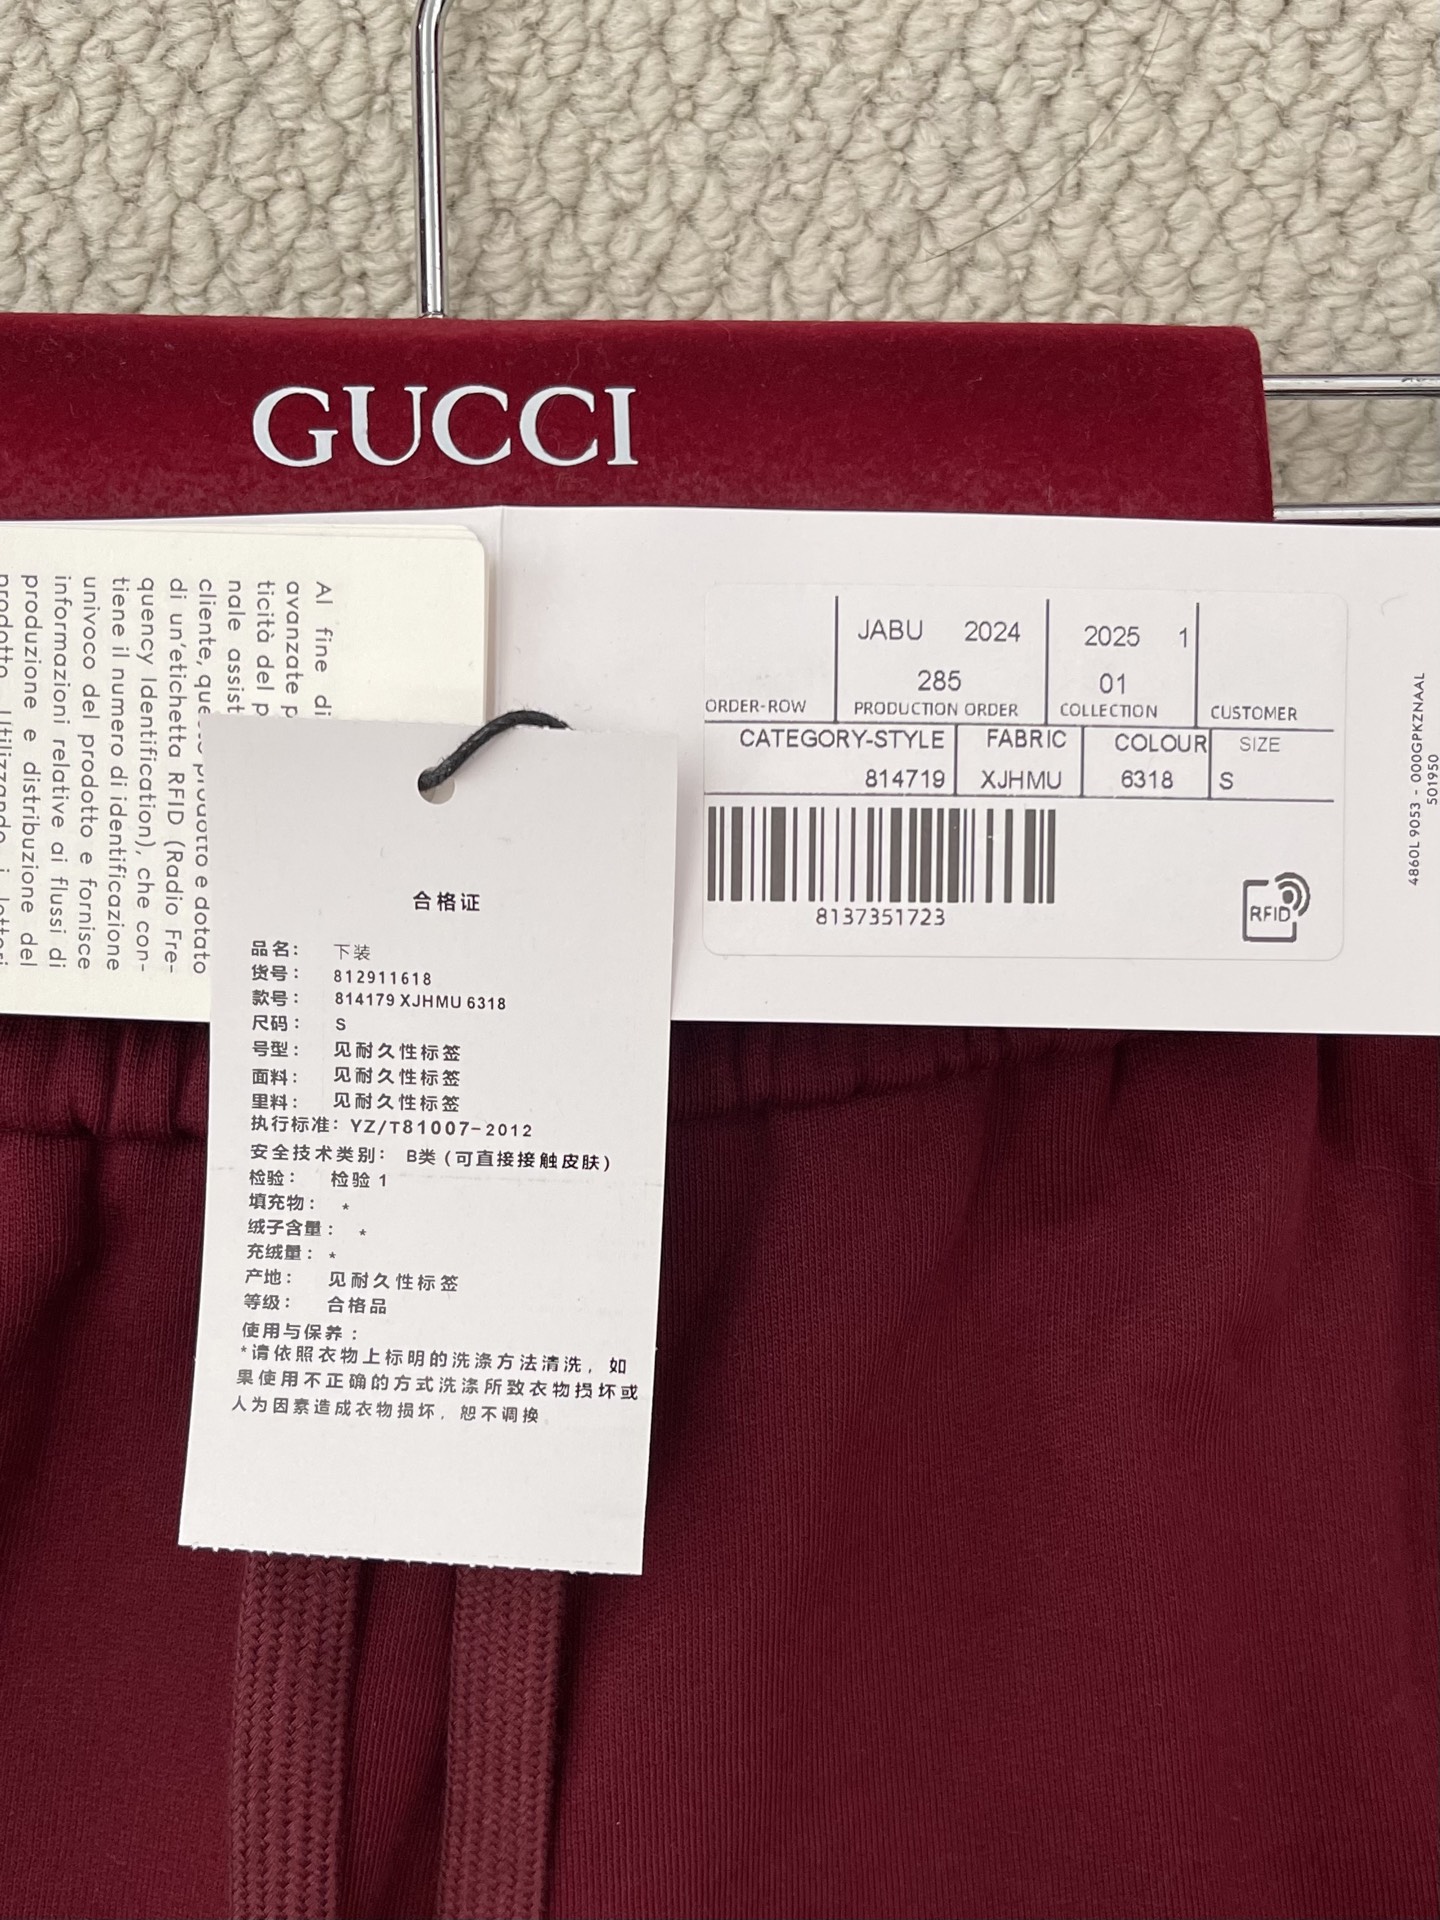 GUCCI
Al fine di
avanzate p
ticità del p
nale assist
cliente, que
di un'etichetta RFID (Radio Fre-
quency Identification), che con-
tiene il numero di identificazione
univoco del prodotto e fornisce
informazioni relative ai flussi di
produzione e distribuzione del
JABU 2024 2025 1
285 01
ORDER-ROW PRODUCTION ORDER COLLECTION CUSTOMER
CATEGORY-STYLE FABRIC COLOUR SIZE
814719 XJHMU 6318 S
8137351723
RFID
4860L 9053 - 000GPKZNAAL
501950
合格证
品名： 下装
货号： 812911618
款号： 814179 XJHMU 6318
尺码： S
号型： 见耐久性标签
面料： 见耐久性标签
里料： 见耐久性标签
执行标准：YZ/T81007-2012
安全技术类别： B类 (可直接接触皮肤)
检验： 检验 1
填充物： *
绒子含量： *
充绒量： *
产地： 见耐久性标签
等级： 合格品
使用与保养：
*请依照衣物上标明的洗涤方法清洗，如
果使用不正确的方式洗涤所致衣物损坏或
人为因素造成衣物损坏，恕不调换